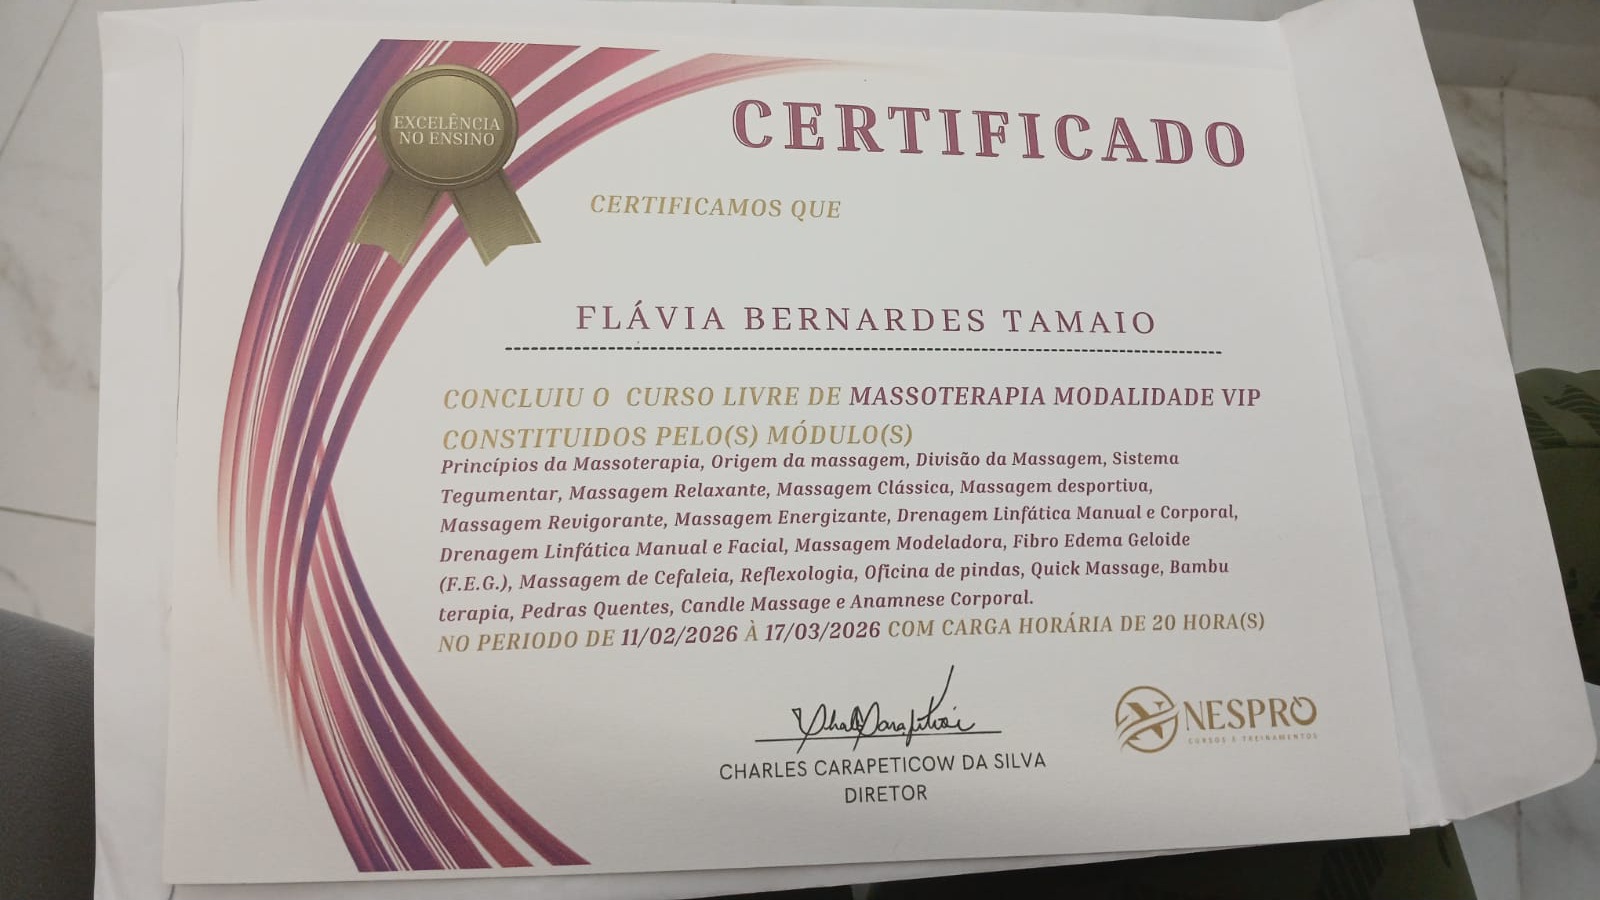 EXCELÊNCIA
NO ENSINO
CERTIFICADO
CERTIFICAMOS QUE
FLÁVIA BERNARDES TAMAIO
CONCLUIU O CURSO LIVRE DE MASSOTERAPIA MODALIDADE VIP
CONSTITUIDOS PELO(S) MÓDULO(S)
Princípios da Massoterapia, Origem da massagem, Divisão da Massagem, Sistema
Tegumentar, Massagem Relaxante, Massagem Clássica, Massagem desportiva,
Massagem Revigorante, Massagem Energizante, Drenagem Linfática Manual e Corporal,
Drenagem Linfática Manual e Facial, Massagem Modeladora, Fibro Edema Geloide
(F.E.G.), Massagem de Cefaleia, Reflexologia, Oficina de pindas, Quick Massage, Bambu
terapia, Pedras Quentes, Candle Massage e Anamnese Corporal.
NO PERIODO DE 11/02/2026 À 17/03/2026 COM CARGA HORÁRIA DE 20 HORA(S)
CHARLES CARAPETICOW DA SILVA
DIRETOR
NESPRO
CURSOS E TREINAMENTOS